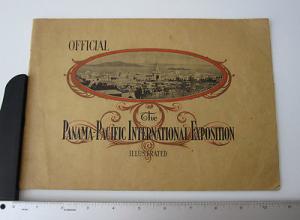 OFFICIAL
The
PANAMA-PACIFIC INTERNATIONAL EXPOSITION
ILLUSTRATED